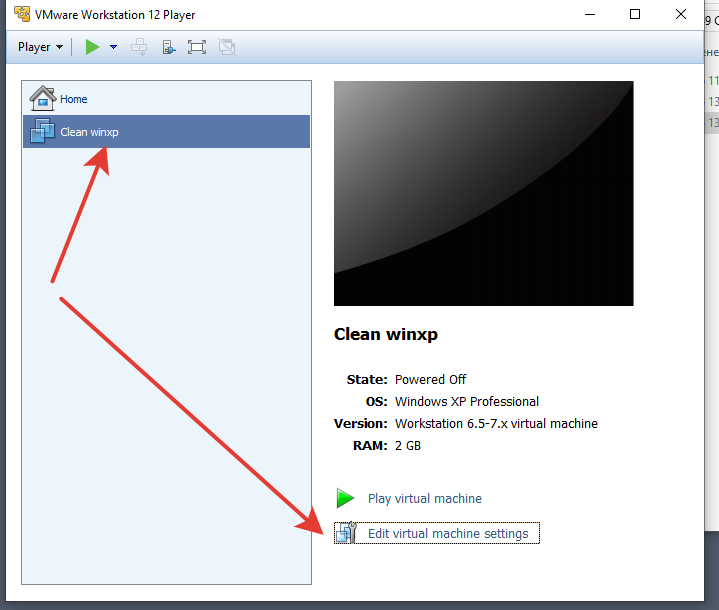 VMware Workstation 12 Player
Player
Home
Clean winxp
Clean winxp
State: Powered Off
OS: Windows XP Professional
Version: Workstation 6.5-7.x virtual machine
RAM: 2 GB
Play virtual machine
Edit virtual machine settings
9 C
ене
11
13
13